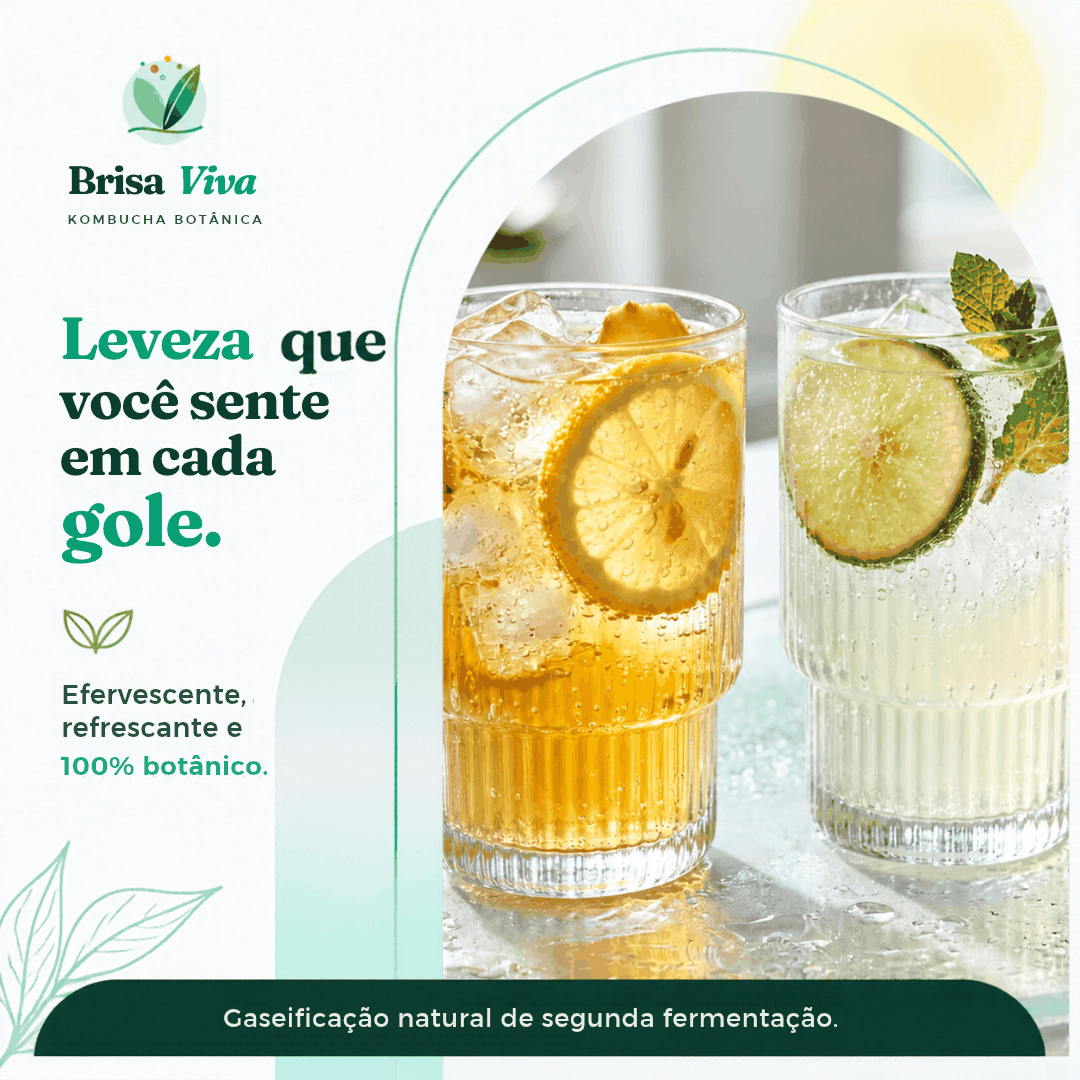 Brisa Viva
KOMBUCHA BOTÂNICA
Leveza que
você sente
em cada
gole.
Efervescente,
refrescante e
100% botânico.
Gaseificação natural de segunda fermentação.